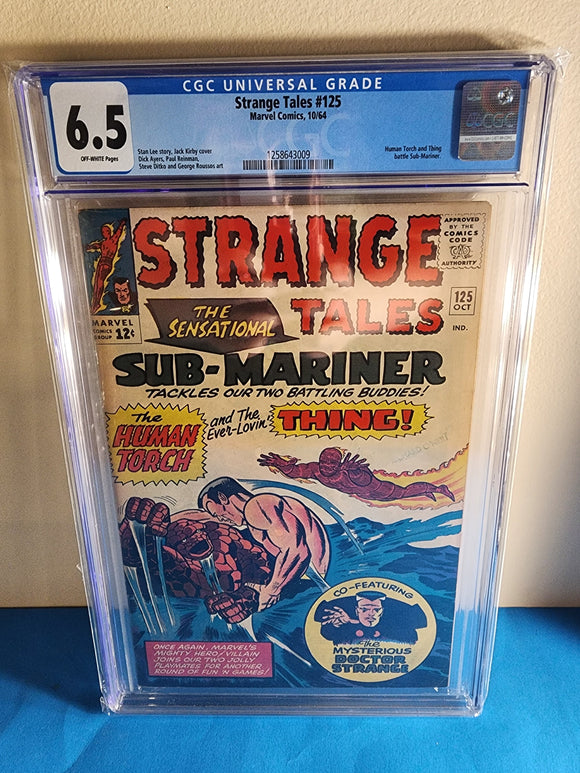 CGC UNIVERSAL GRADE
6.5
OFF-WHITE Pages
Strange Tales #125
Marvel Comics, 10/64
Stan Lee story, Jack Kirby cover
Dick Ayers, Paul Reinman,
Steve Ditko and George Roussos art
1258643009
Human Torch and Thing
battle Sub-Mariner.
CGC
MARVEL
COMICS
GROUP
12¢
STRANGE
TALES
APPROVED
BY THE
COMICS
CODE
AUTHORITY
125
OCT
IND.
THE
SENSATIONAL
SUB-MARINER
TACKLES OUR TWO BATTLING BUDDIES!
The
HUMAN
TORCH
and The
Ever-Lovin'
THING!
CO-FEATURING
The
MYSTERIOUS
DOCTOR
STRANGE
ONCE AGAIN, MARVEL'S
MIGHTY HERO/VILLAIN
JOINS OUR TWO JOLLY
PLAYMATES FOR ANOTHER
ROUND OF FUN 'N GAMES!